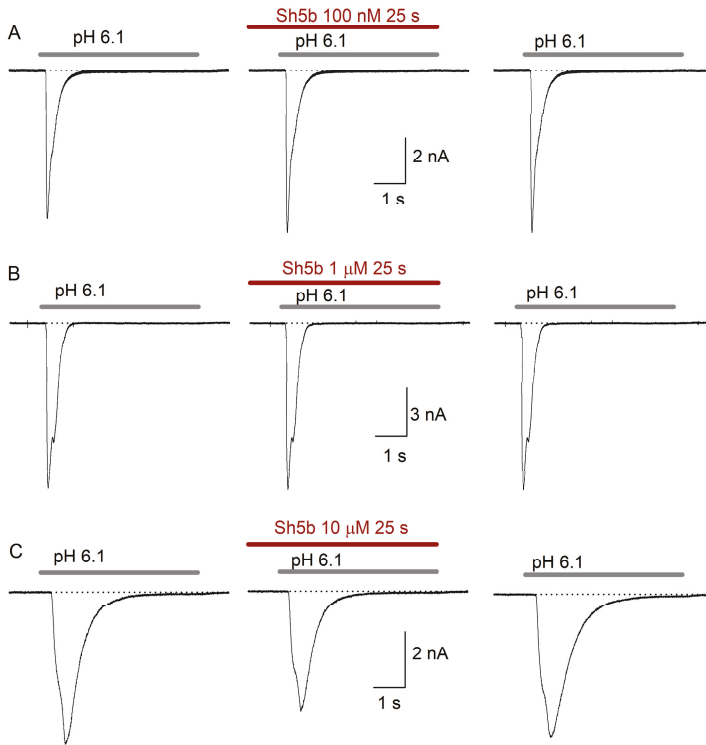 A
Sh5b 100 nM 25 s
pH 6.1
pH 6.1
pH 6.1
2 nA
1 s
B
Sh5b 1 μM 25 s
pH 6.1
pH 6.1
pH 6.1
3 nA
1 s
C
Sh5b 10 μM 25 s
pH 6.1
pH 6.1
pH 6.1
2 nA
1 s